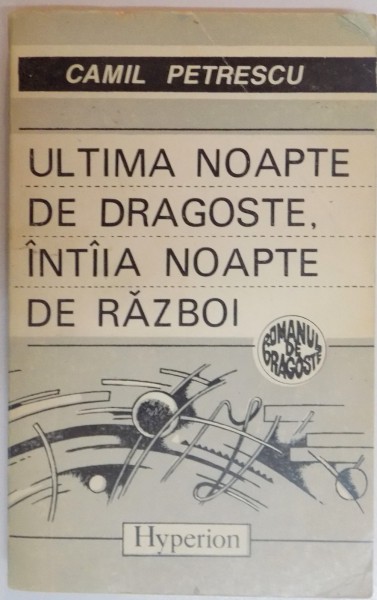 CAMIL PETRESCU
ULTIMA NOAPTE
DE DRAGOSTE,
ÎNTÎIA NOAPTE
DE RĂZBOI
ROMANUL
DE
DRAGOSTE
Hyperion